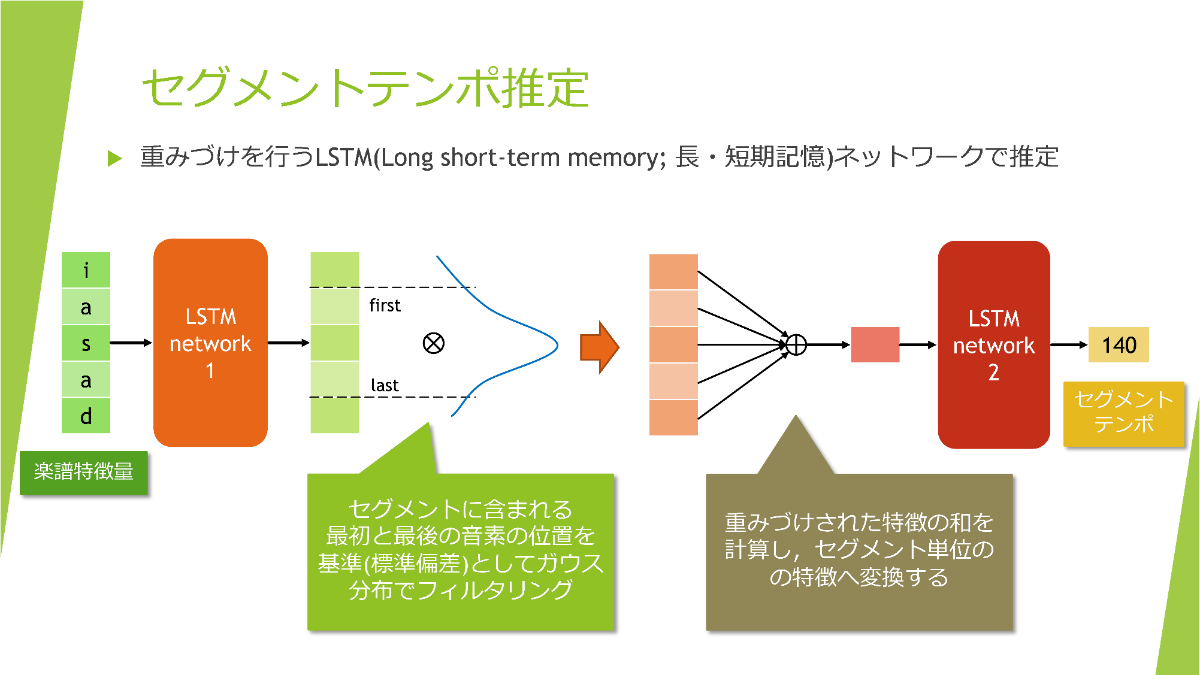 セグメントテンポ推定
重みづけを行うLSTM(Long short-term memory; 長・短期記憶)ネットワークで推定
i
a
s
a
d
楽譜特徴量
LSTM
network
1
first
last
セグメントに含まれる
最初と最後の音素の位置を
基準(標準偏差)としてガウス
分布でフィルタリング
重みづけされた特徴の和を
計算し，セグメント単位の
の特徴へ変換する
LSTM
network
2
140
セグメント
テンポ